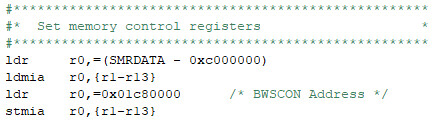 #****************************************************
#*  Set memory control registers                    *
#****************************************************
ldr     r0,=(SMRDATA - 0xc000000)
ldmia   r0,{r1-r13}
ldr     r0,=0x01c80000      /* BWSCON Address */
stmia   r0,{r1-r13}